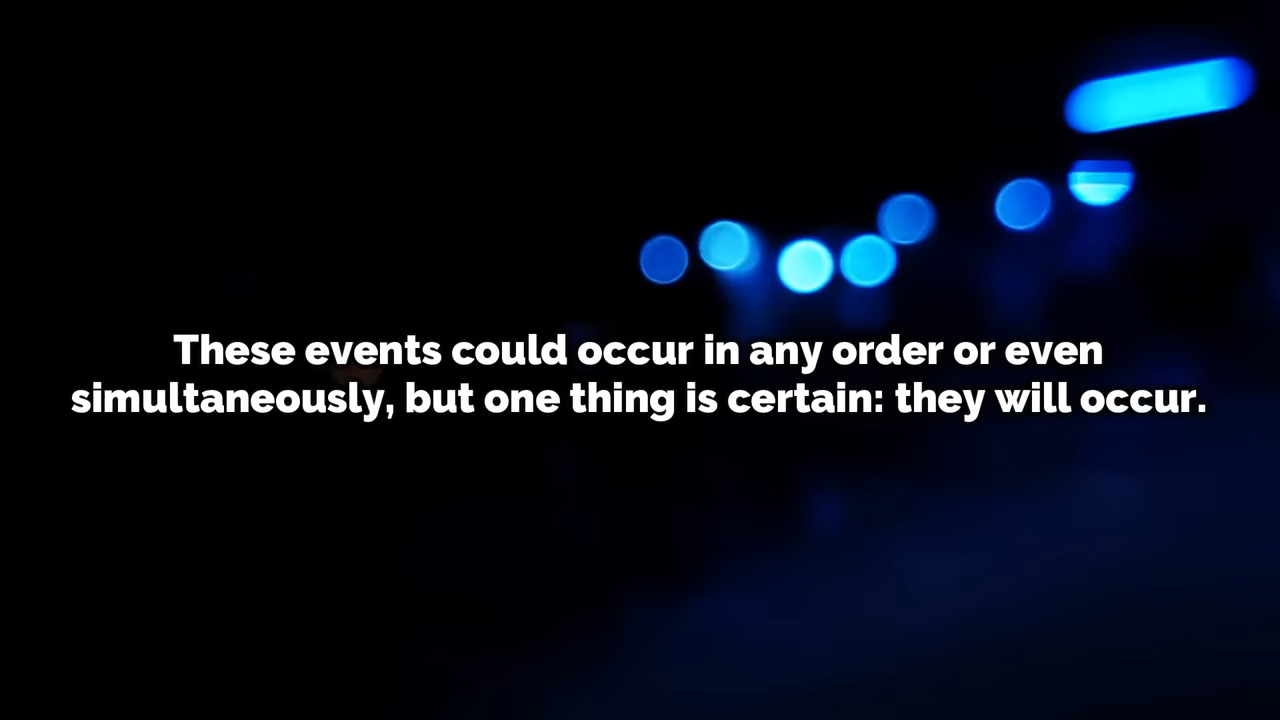 These events could occur in any order or even
simultaneously, but one thing is certain: they will occur.